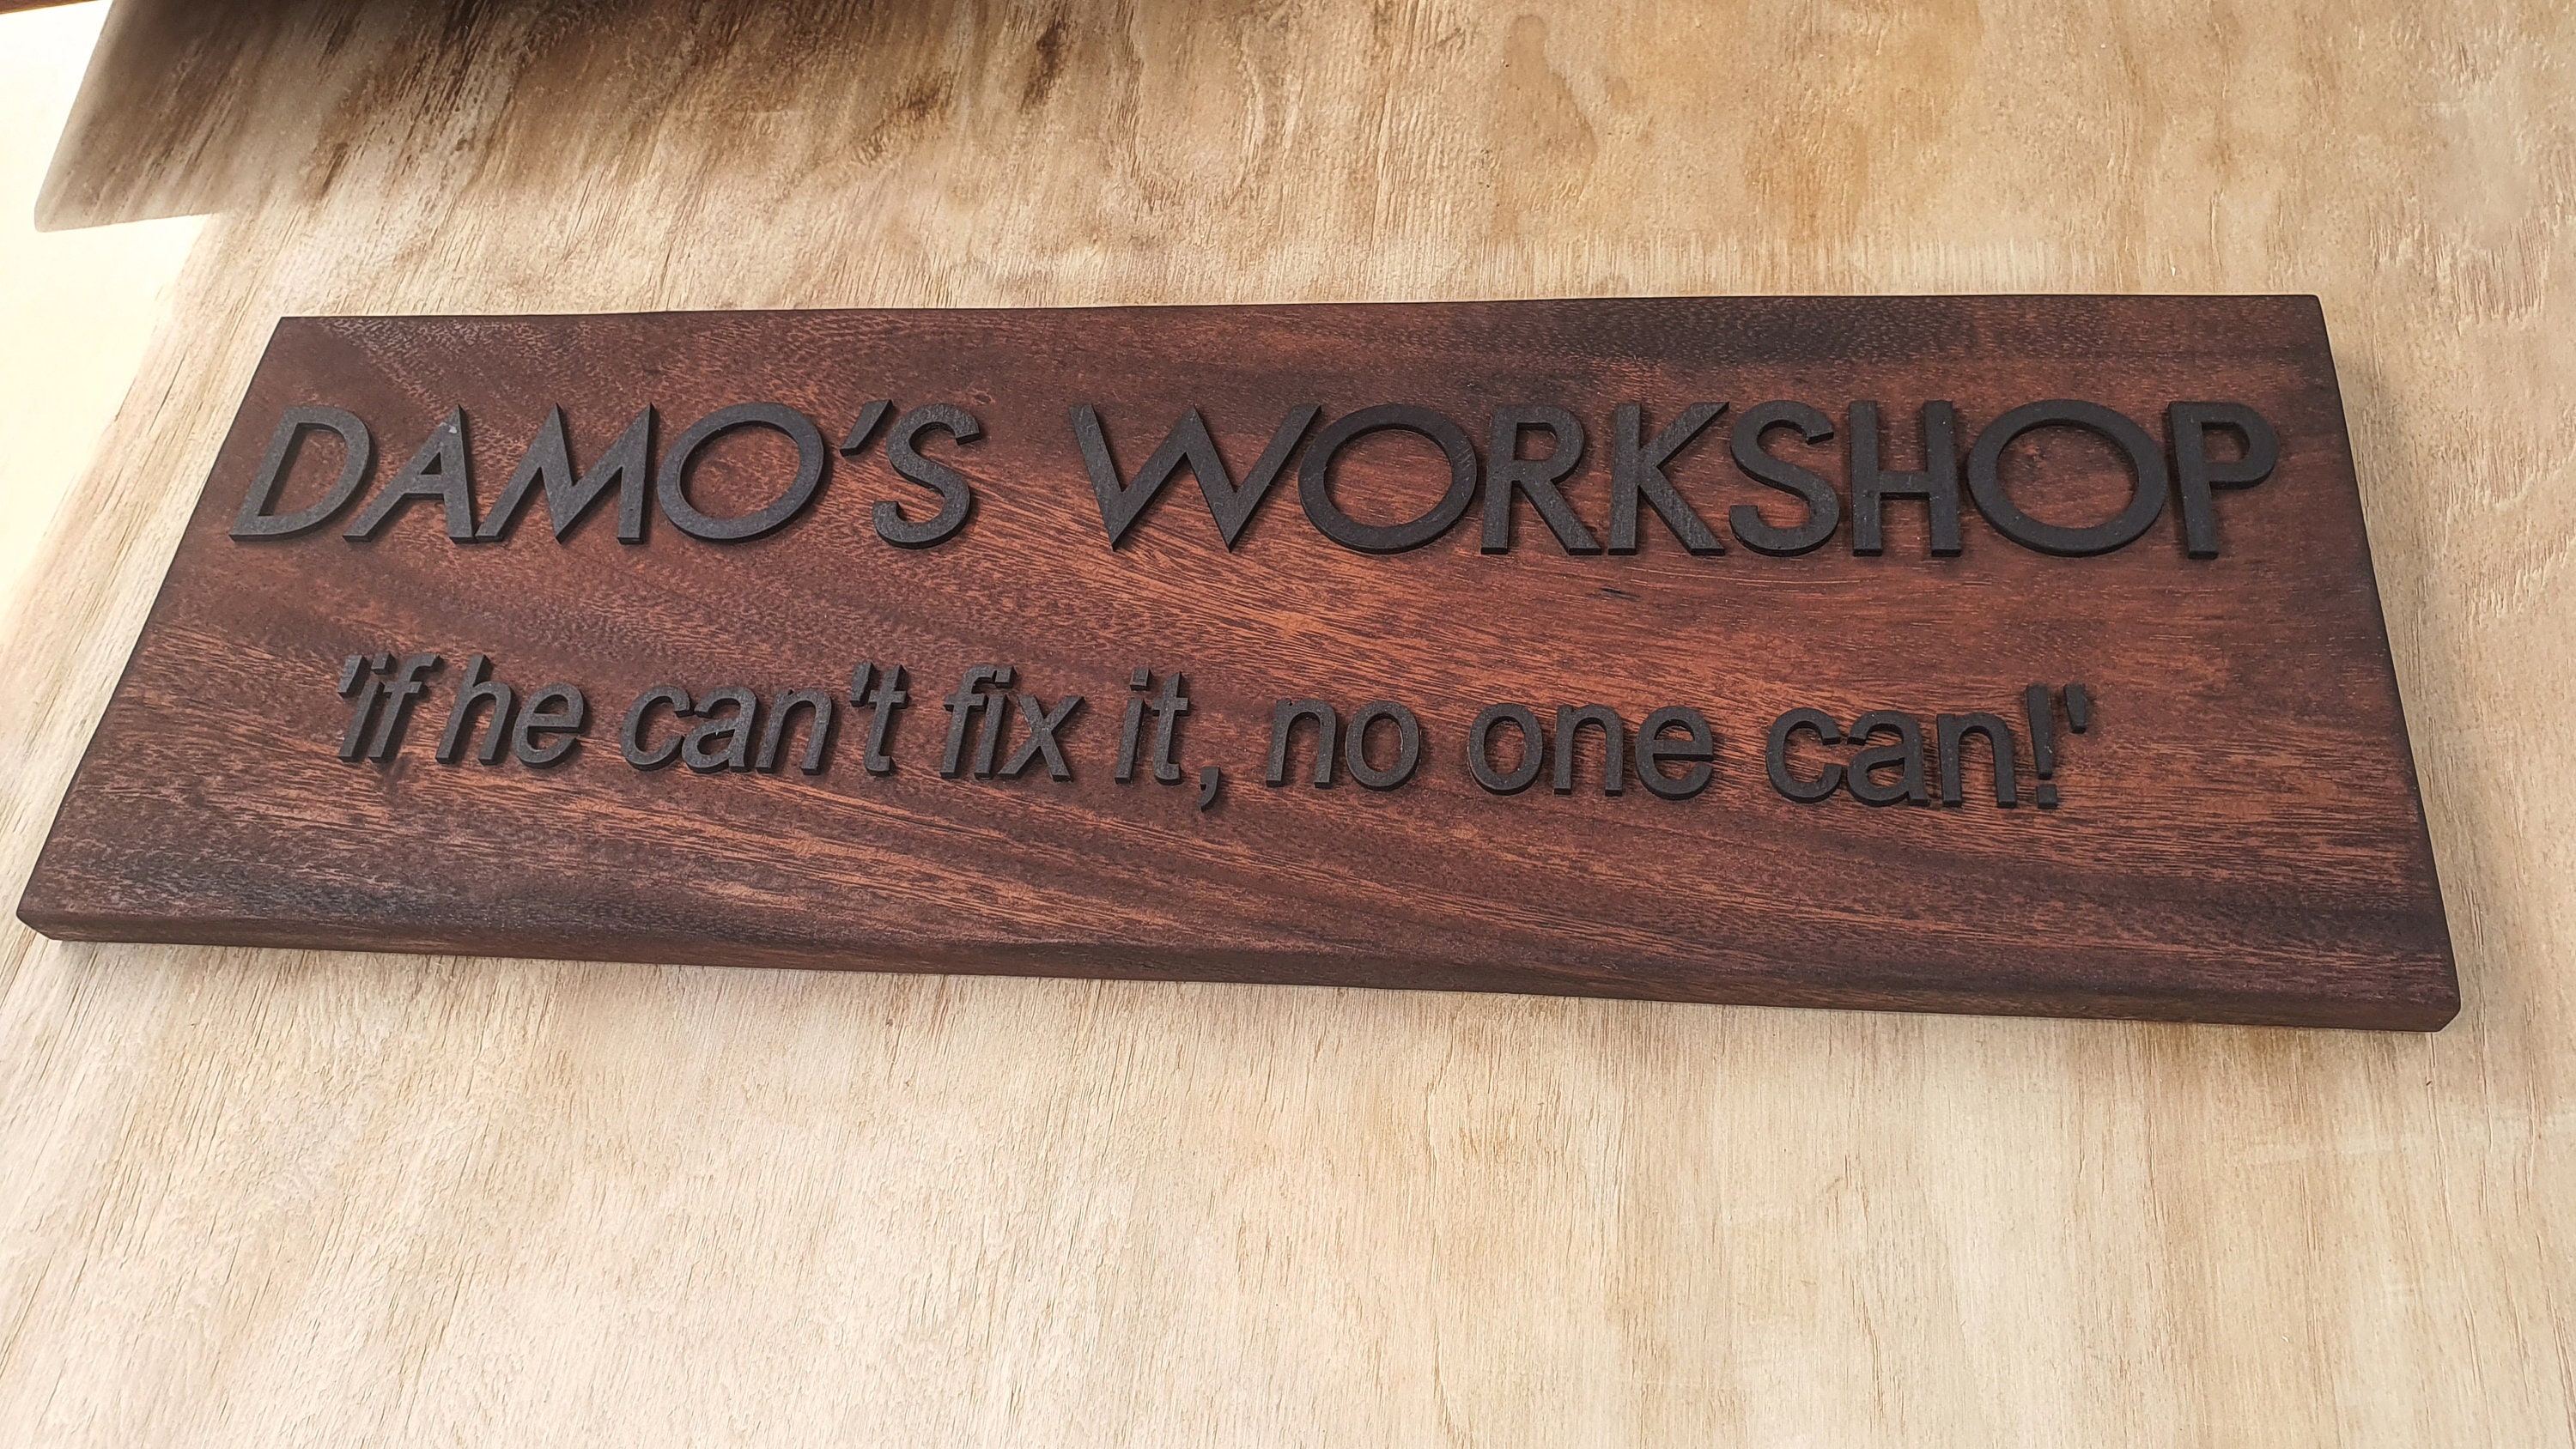 DAMO'S WORKSHOP
'if he can't fix it, no one can!'